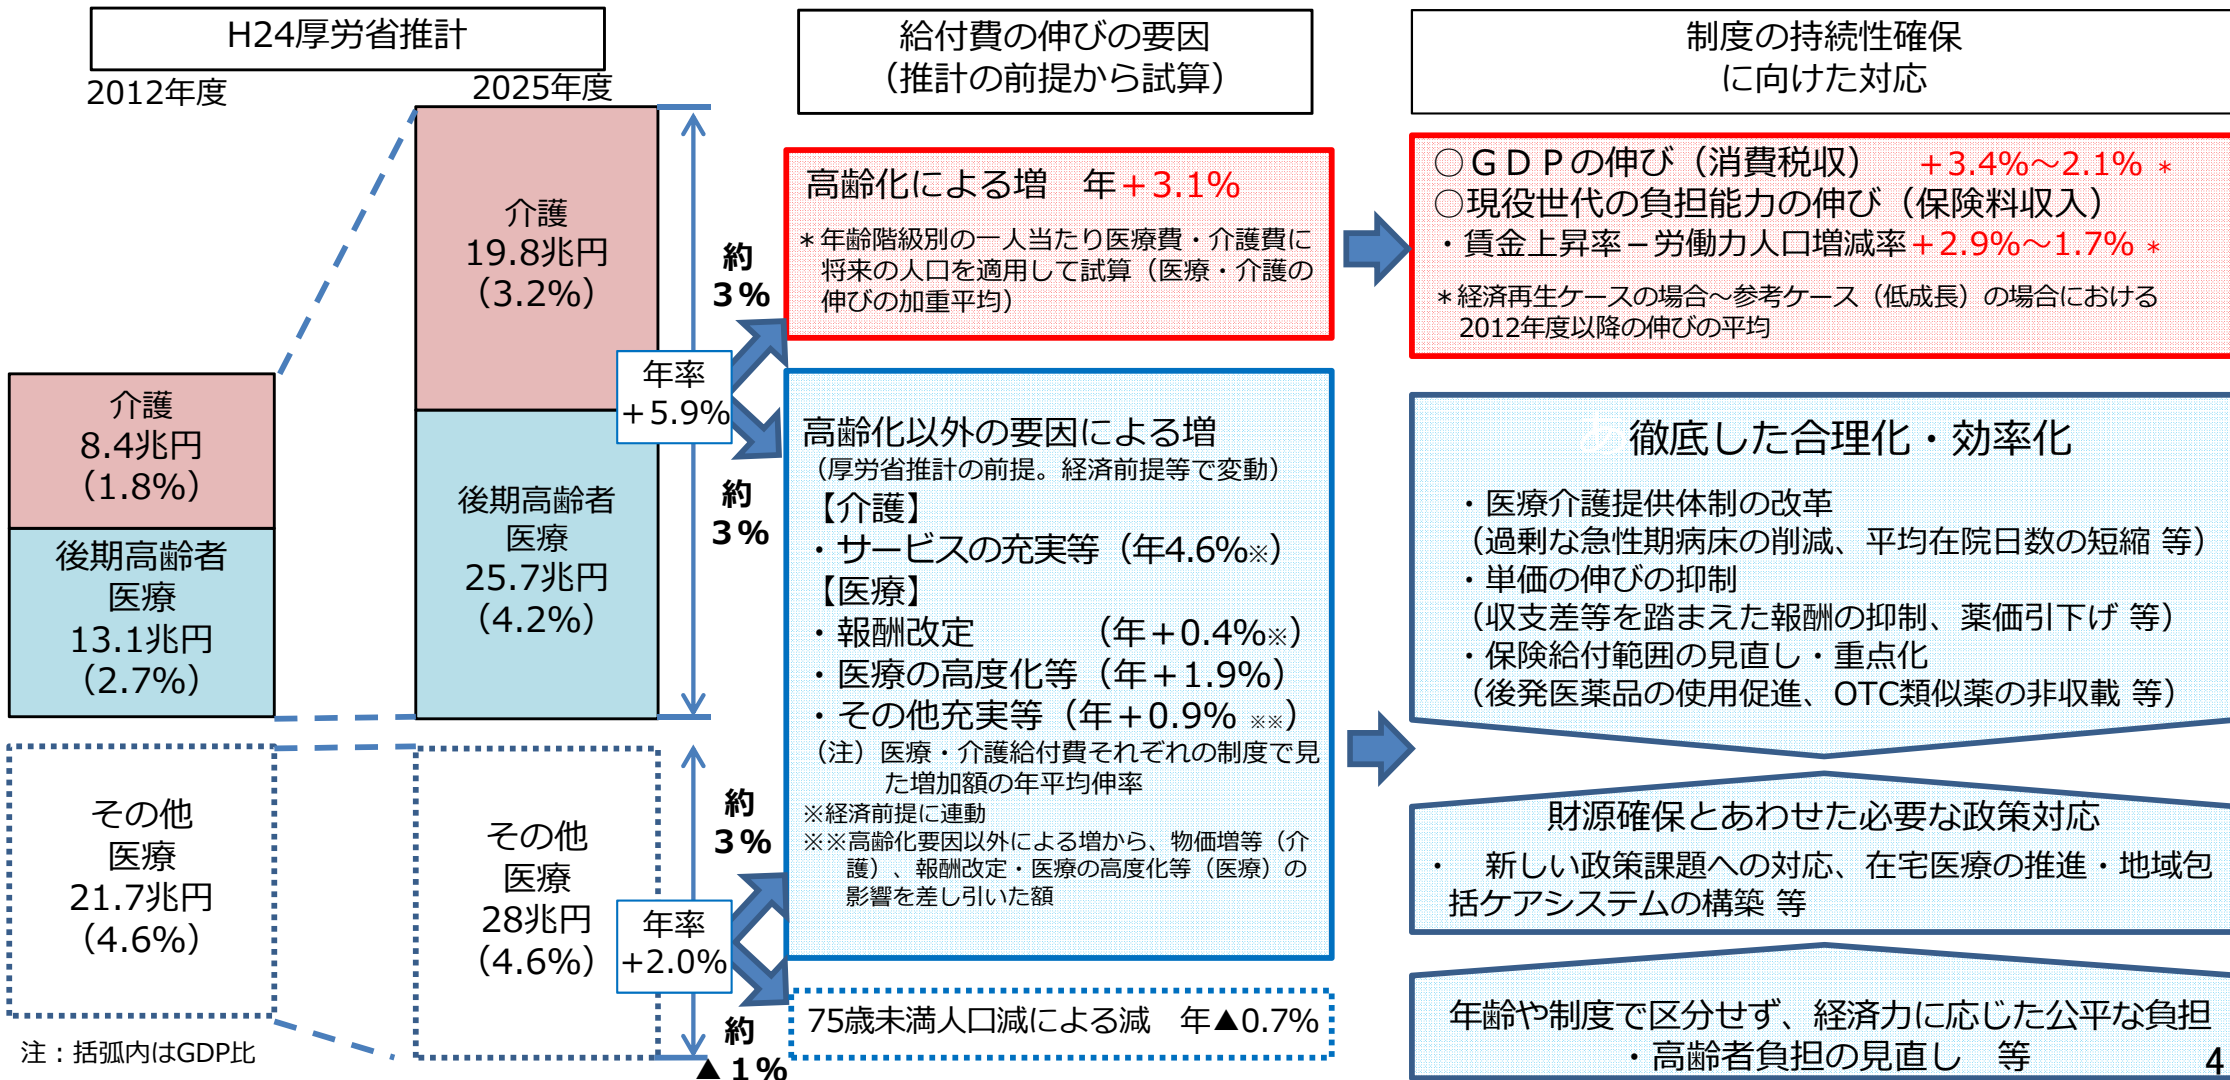 H24厚労省推計
2012年度
2025年度
介護
8.4兆円
(1.8%)
後期高齢者
医療
13.1兆円
(2.7%)
その他
医療
21.7兆円
(4.6%)
注：括弧内はGDP比
介護
19.8兆円
(3.2%)
後期高齢者
医療
25.7兆円
(4.2%)
その他
医療
28兆円
(4.6%)
年率
+5.9%
年率
+2.0%
約
3%
約
3%
約
3%
約
▲1%
給付費の伸びの要因
（推計の前提から試算）
高齢化による増　年＋3.1%
＊年齢階級別の一人当たり医療費・介護費に
将来の人口を適用して試算（医療・介護の
伸びの加重平均）
高齢化以外の要因による増
（厚労省推計の前提。経済前提等で変動）
【介護】
・サービスの充実等（年4.6%※）
【医療】
・報酬改定　　　　（年＋0.4%※）
・医療の高度化等（年＋1.9%）
・その他充実等（年＋0.9% ※※）
（注）医療・介護給付費それぞれの制度で見
た増加額の年平均伸率
※経済前提に連動
※※高齢化要因以外による増から、物価増等（介
護）、報酬改定・医療の高度化等（医療）の
影響を差し引いた額
75歳未満人口減による減　年▲0.7%
制度の持続性確保
に向けた対応
○ＧＤＰの伸び（消費税収）　＋3.4%～2.1% ＊
○現役世代の負担能力の伸び（保険料収入）
・賃金上昇率－労働力人口増減率＋2.9%～1.7% ＊
＊経済再生ケースの場合～参考ケース（低成長）の場合における
2012年度以降の伸びの平均
あ徹底した合理化・効率化
・医療介護提供体制の改革
（過剰な急性期病床の削減、平均在院日数の短縮 等）
・単価の伸びの抑制
（収支差等を踏まえた報酬の抑制、薬価引下げ 等）
・保険給付範囲の見直し・重点化
（後発医薬品の使用促進、OTC類似薬の非収載 等）
財源確保とあわせた必要な政策対応
・　新しい政策課題への対応、在宅医療の推進・地域包
括ケアシステムの構築 等
年齢や制度で区分せず、経済力に応じた公平な負担
・高齢者負担の見直し　等
4